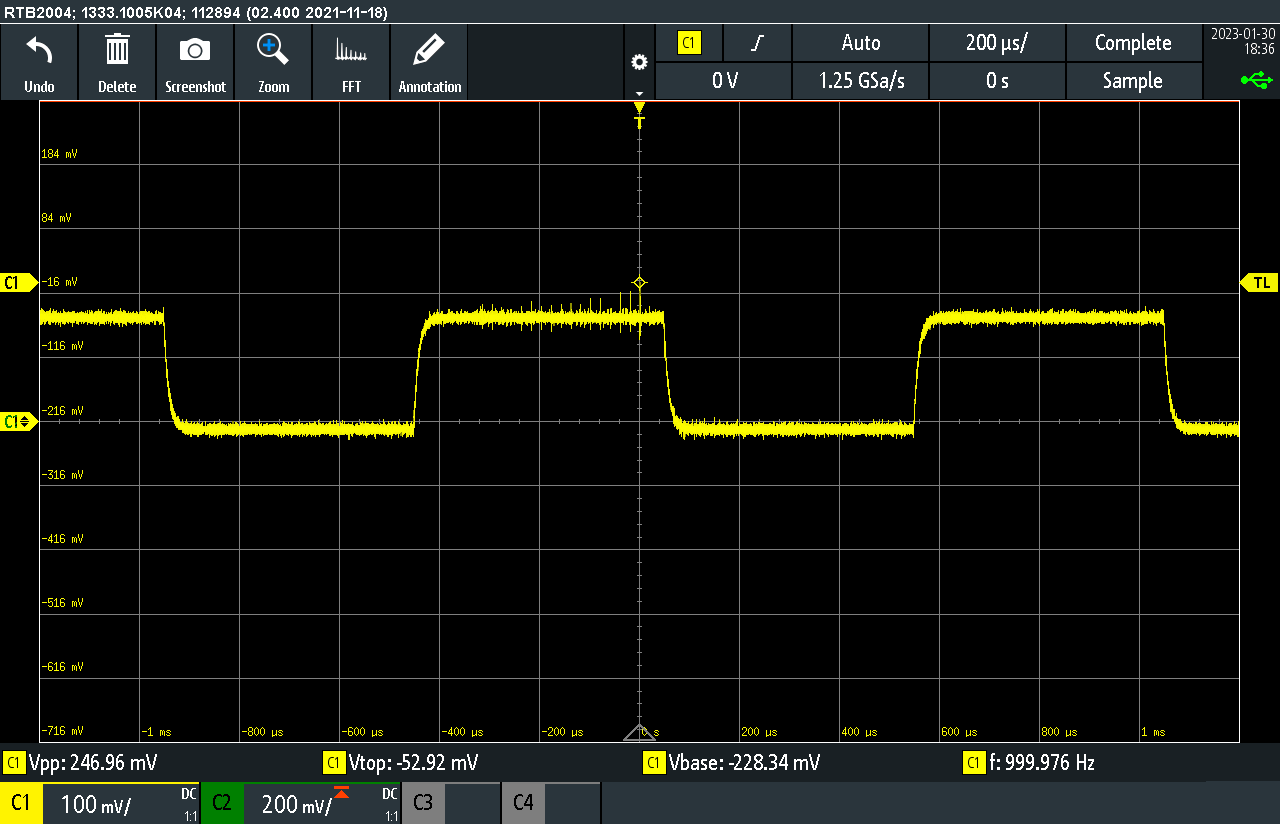 RTB2004; 1333.1005K04; 112894 (02.400 2021-11-18)
Undo
Delete
Screenshot
Zoom
FFT
Annotation
C1
Auto
200 µs/
Complete
0 V
1.25 GSa/s
0 s
Sample
2023-01-30
18:36
T
184 mV
84 mV
C1
-16 mV
TL
-116 mV
-216 mV
C1
-316 mV
-416 mV
-516 mV
-616 mV
-716 mV
-1 ms
-800 µs
-600 µs
-400 µs
-200 µs
0 s
200 µs
400 µs
600 µs
800 µs
1 ms
C1 Vpp: 246.96 mV
C1 Vtop: -52.92 mV
C1 Vbase: -228.34 mV
C1 f: 999.976 Hz
C1 100 mV/ DC 1:1
C2 200 mV/ DC 1:1
C3
C4